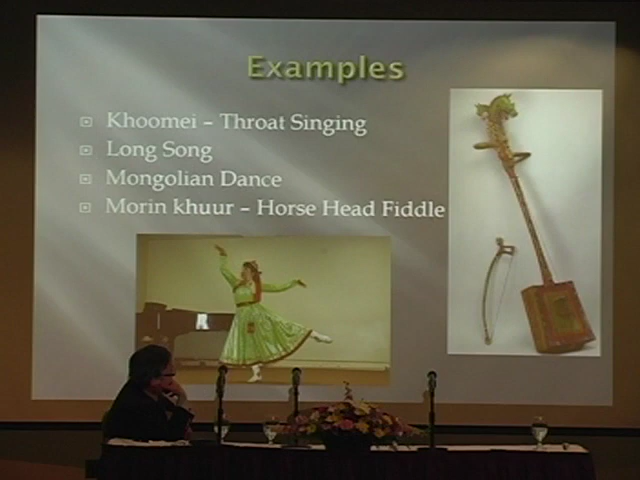 Examples
Khoomei – Throat Singing
Long Song
Mongolian Dance
Morin khuur – Horse Head Fiddle